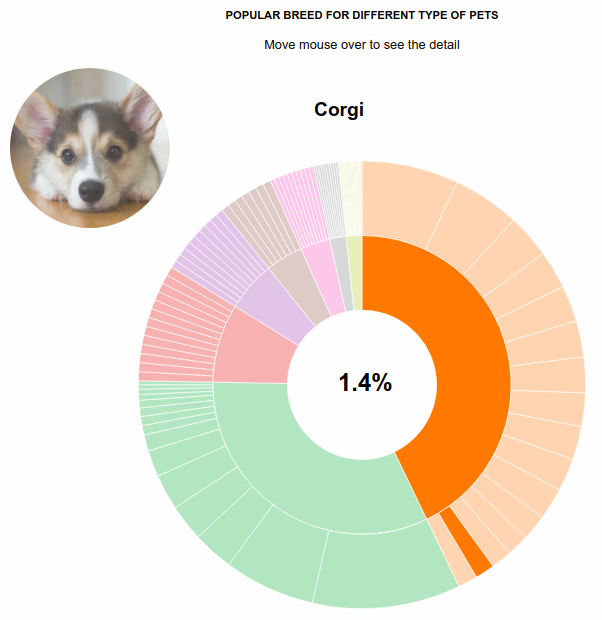 POPULAR BREED FOR DIFFERENT TYPE OF PETS
Move mouse over to see the detail
Corgi
1.4%